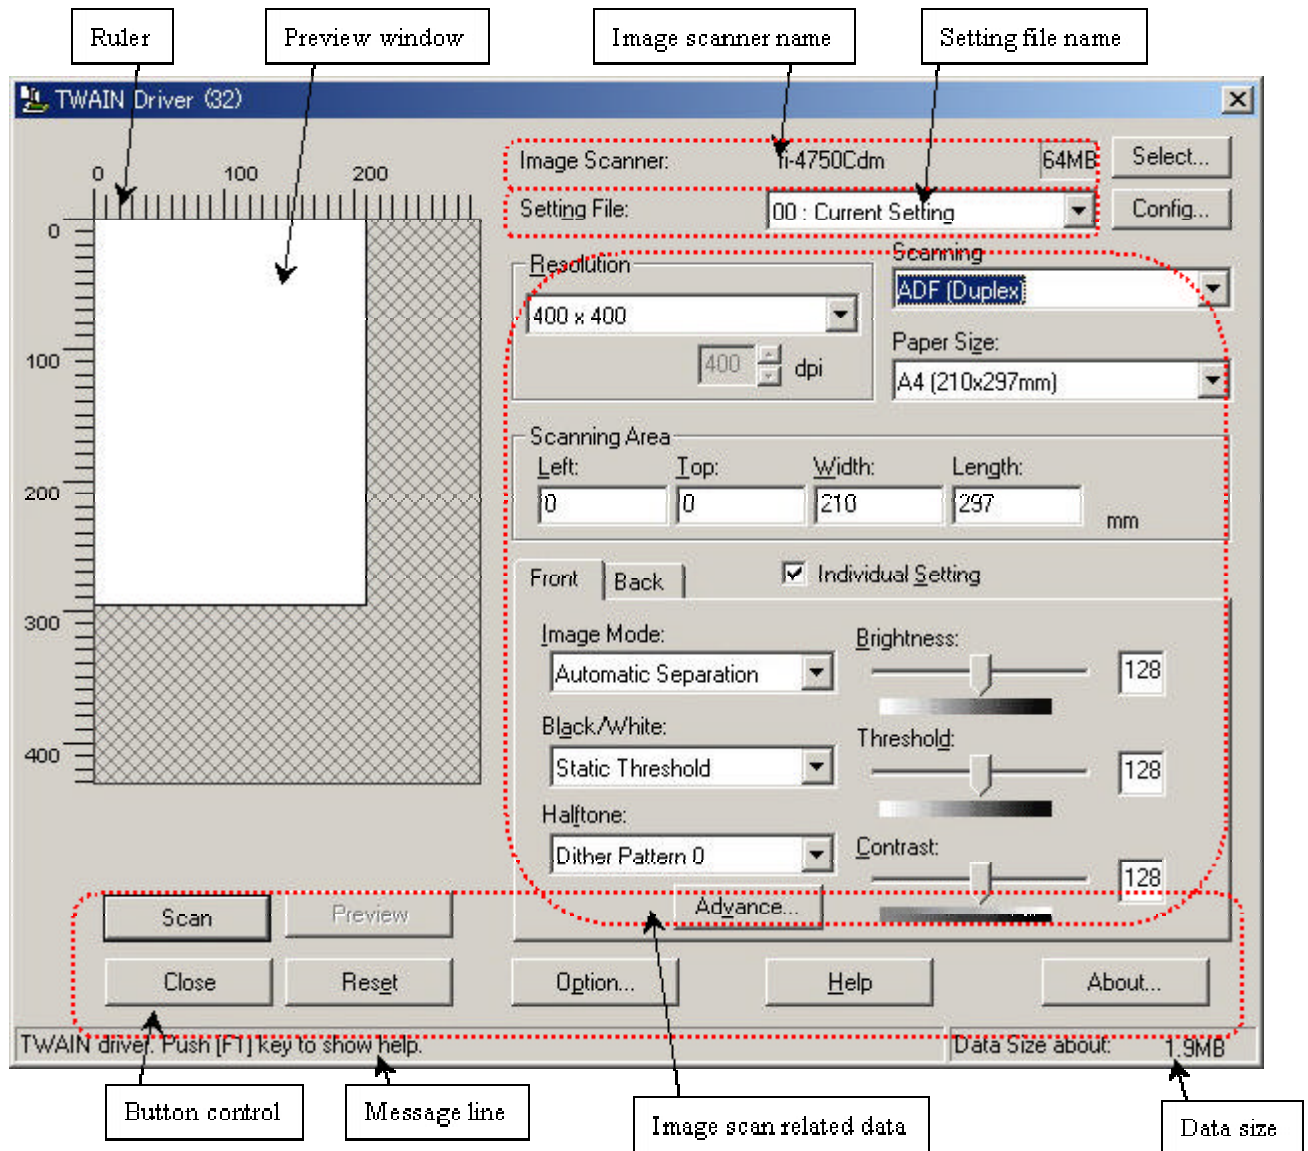 Ruler
Preview window
Image scanner name
Setting file name
TWAIN Driver (32)
Image Scanner: fi-4750Cdm 64MB Select...
Setting File: 00 : Current Setting Config...
0 100 200
0
100
200
300
400
Resolution
400 x 400
400 dpi
Scanning
ADF (Duplex)
Paper Size:
A4 (210x297mm)
Scanning Area
Left: Top: Width: Length:
0 0 210 297 mm
Front Back Individual Setting
Image Mode:
Automatic Separation
Black/White:
Static Threshold
Halftone:
Dither Pattern 0
Advance...
Brightness:
128
Threshold:
128
Contrast:
128
Scan Preview
Close Reset Option... Help About...
TWAIN driver. Push [F1] key to show help. Data Size about: 1.9MB
Button control
Message line
Image scan related data
Data size